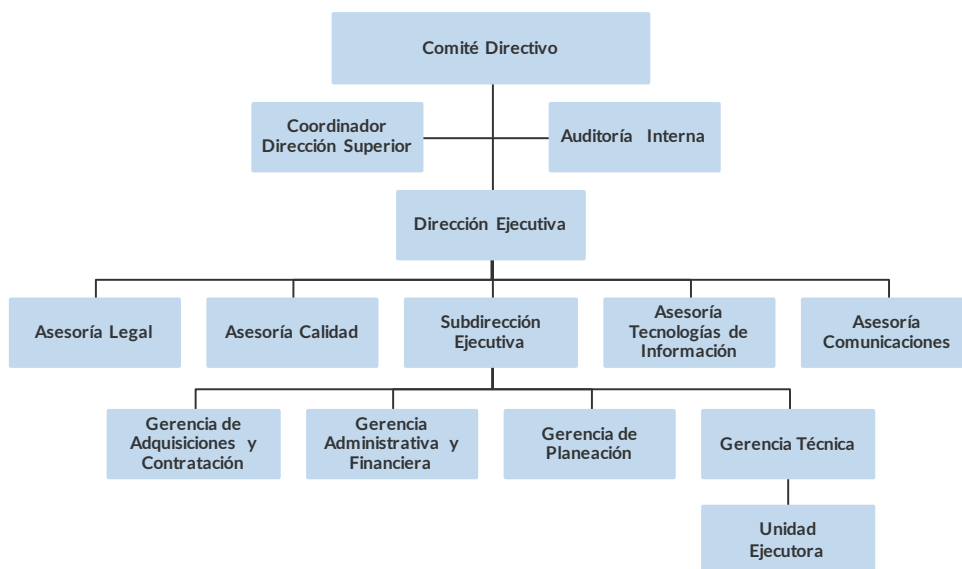 Comité Directivo
Coordinador
Dirección Superior
Auditoría Interna
Dirección Ejecutiva
Asesoría Legal
Asesoría Calidad
Subdirección
Ejecutiva
Asesoría
Tecnologías de
Información
Asesoría
Comunicaciones
Gerencia de
Adquisiciones y
Contratación
Gerencia
Administrativa y
Financiera
Gerencia de
Planeación
Gerencia Técnica
Unidad
Ejecutora